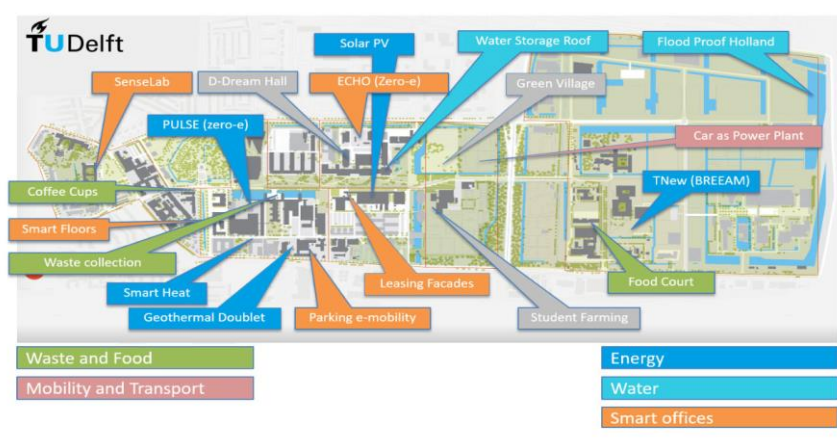 TU Delft
Solar PV
Water Storage Roof
Flood Proof Holland
SenseLab
D-Dream Hall
ECHO (Zero-e)
Green Village
PULSE (zero-e)
Car as Power Plant
Coffee Cups
TNew (BREEAM)
Smart Floors
Waste collection
Leasing Facades
Food Court
Smart Heat
Geothermal Doublet
Parking e-mobility
Student Farming
Waste and Food
Energy
Mobility and Transport
Water
Smart offices